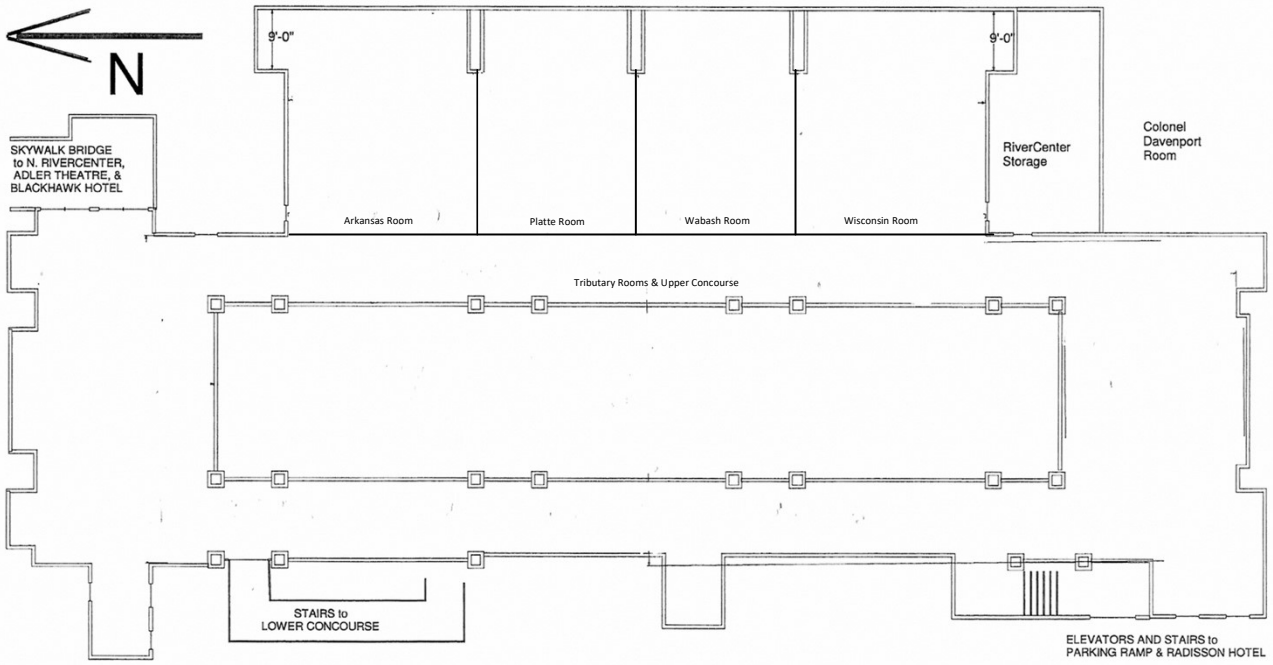 9'-0"
9'-0"
N
SKYWALK BRIDGE
to N. RIVERCENTER,
ADLER THEATRE, &
BLACKHAWK HOTEL
Colonel
Davenport
Room
RiverCenter
Storage
Arkansas Room
Platte Room
Wabash Room
Wisconsin Room
Tributary Rooms & Upper Concourse
STAIRS to
LOWER CONCOURSE
ELEVATORS AND STAIRS to
PARKING RAMP & RADISSON HOTEL